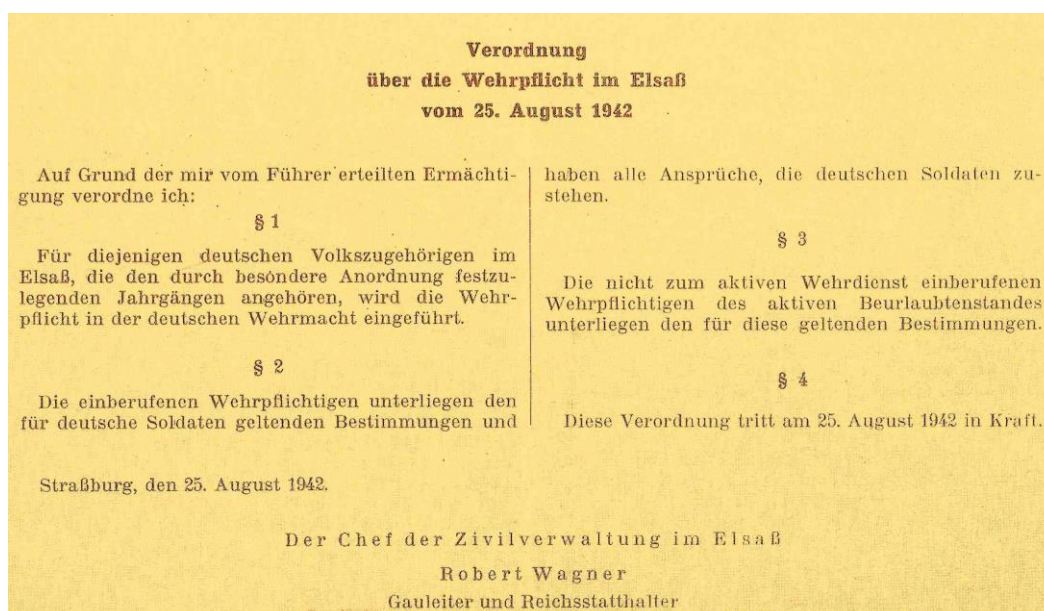 Verordnung
über die Wehrpflicht im Elsaß
vom 25. August 1942
Auf Grund der mir vom Führer erteilten Ermächti-
gung verordne ich:
§ 1
Für diejenigen deutschen Volkszugehörigen im
Elsaß, die den durch besondere Anordnung festzu-
legenden Jahrgängen angehören, wird die Wehr-
pflicht in der deutschen Wehrmacht eingeführt.
§ 2
Die einberufenen Wehrpflichtigen unterliegen den
für deutsche Soldaten geltenden Bestimmungen und
haben alle Ansprüche, die deutschen Soldaten zu-
stehen.
§ 3
Die nicht zum aktiven Wehrdienst einberufenen
Wehrpflichtigen des aktiven Beurlaubtenstandes
unterliegen den für diese geltenden Bestimmungen.
§ 4
Diese Verordnung tritt am 25. August 1942 in Kraft.
Straßburg, den 25. August 1942.
Der Chef der Zivilverwaltung im Elsaß
Robert Wagner
Gauleiter und Reichsstatthalter